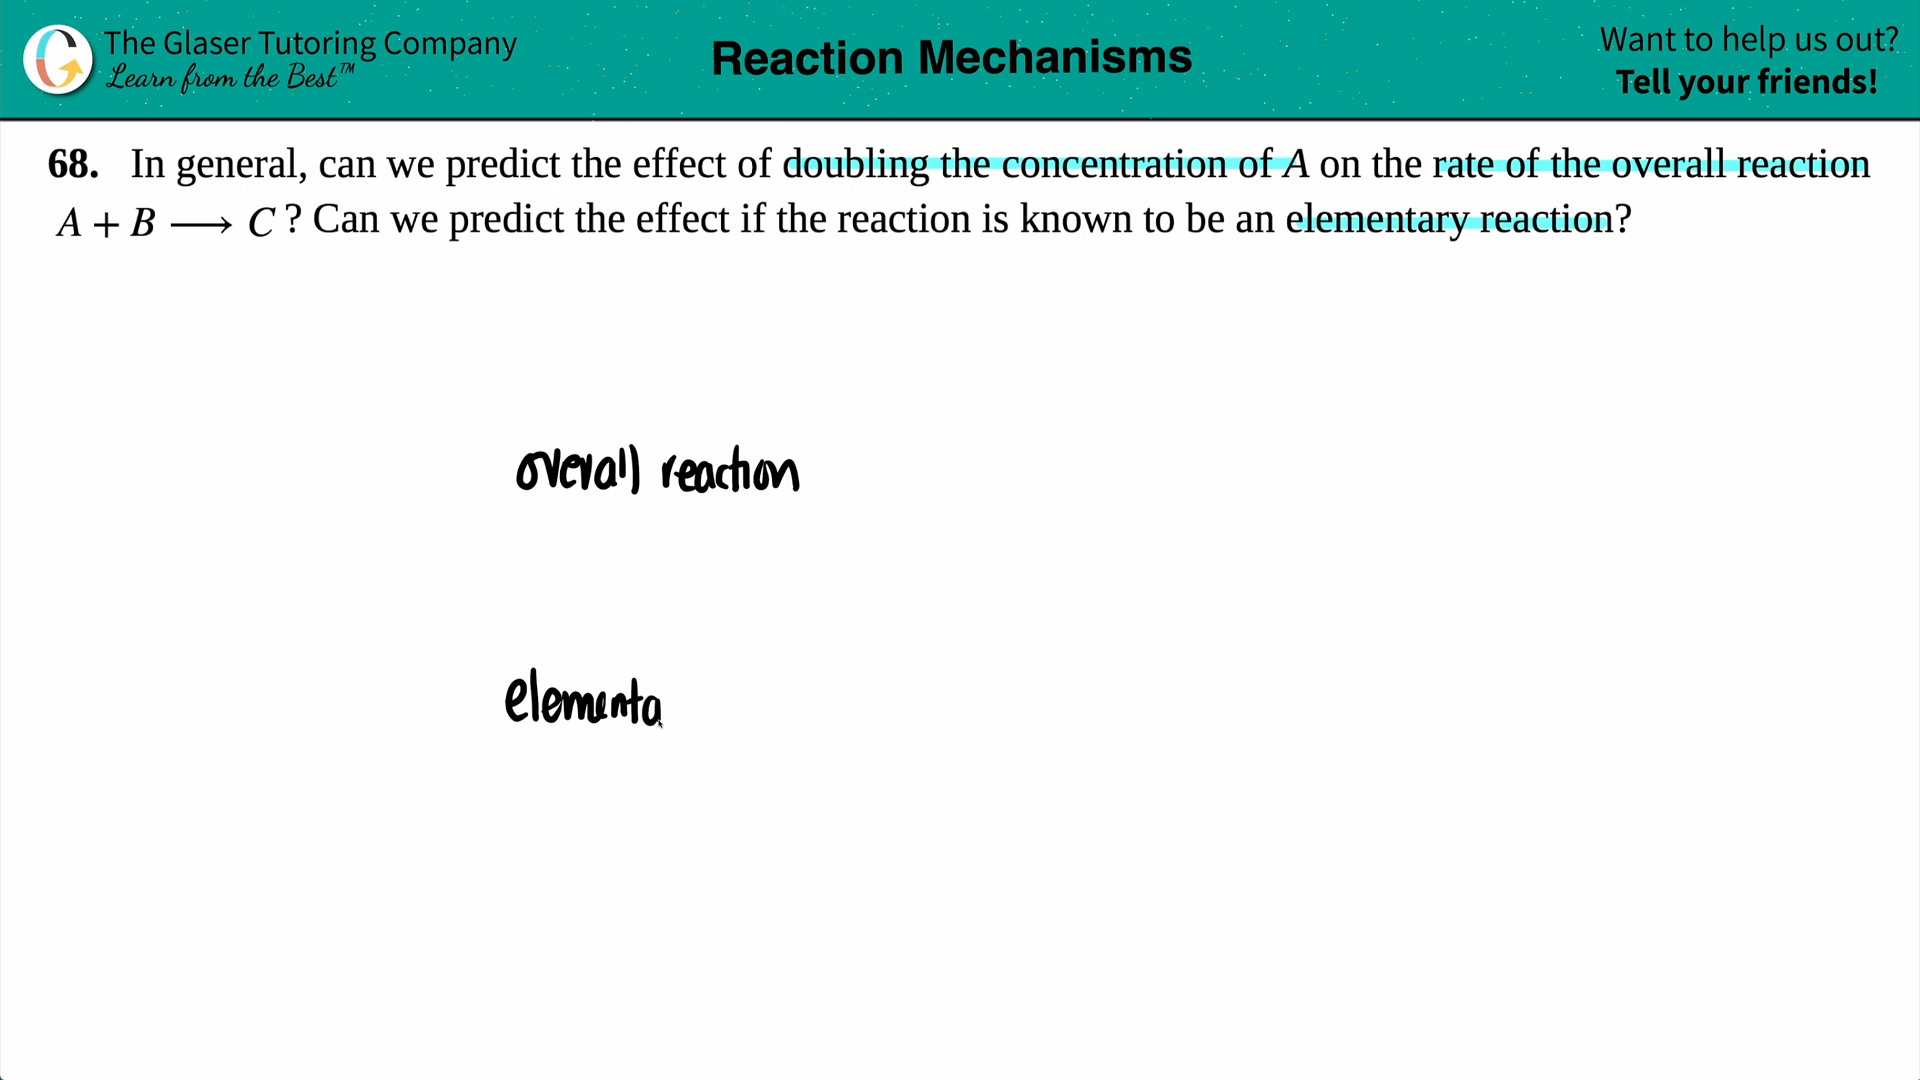 The Glaser Tutoring Company
Learn from the Best™
Reaction Mechanisms
Want to help us out?
Tell your friends!
68. In general, can we predict the effect of doubling the concentration of A on the rate of the overall reaction
A + B ⟶ C ? Can we predict the effect if the reaction is known to be an elementary reaction?
overall reaction
elementa